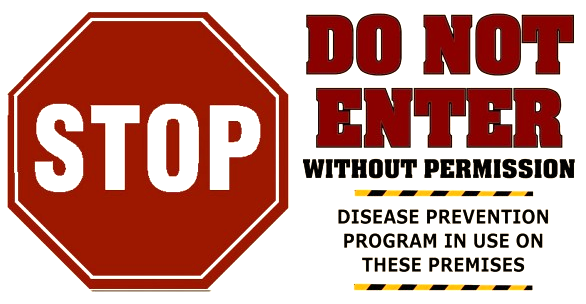 STOP
DO NOT
ENTER
WITHOUT PERMISSION
DISEASE PREVENTION
PROGRAM IN USE ON
THESE PREMISES